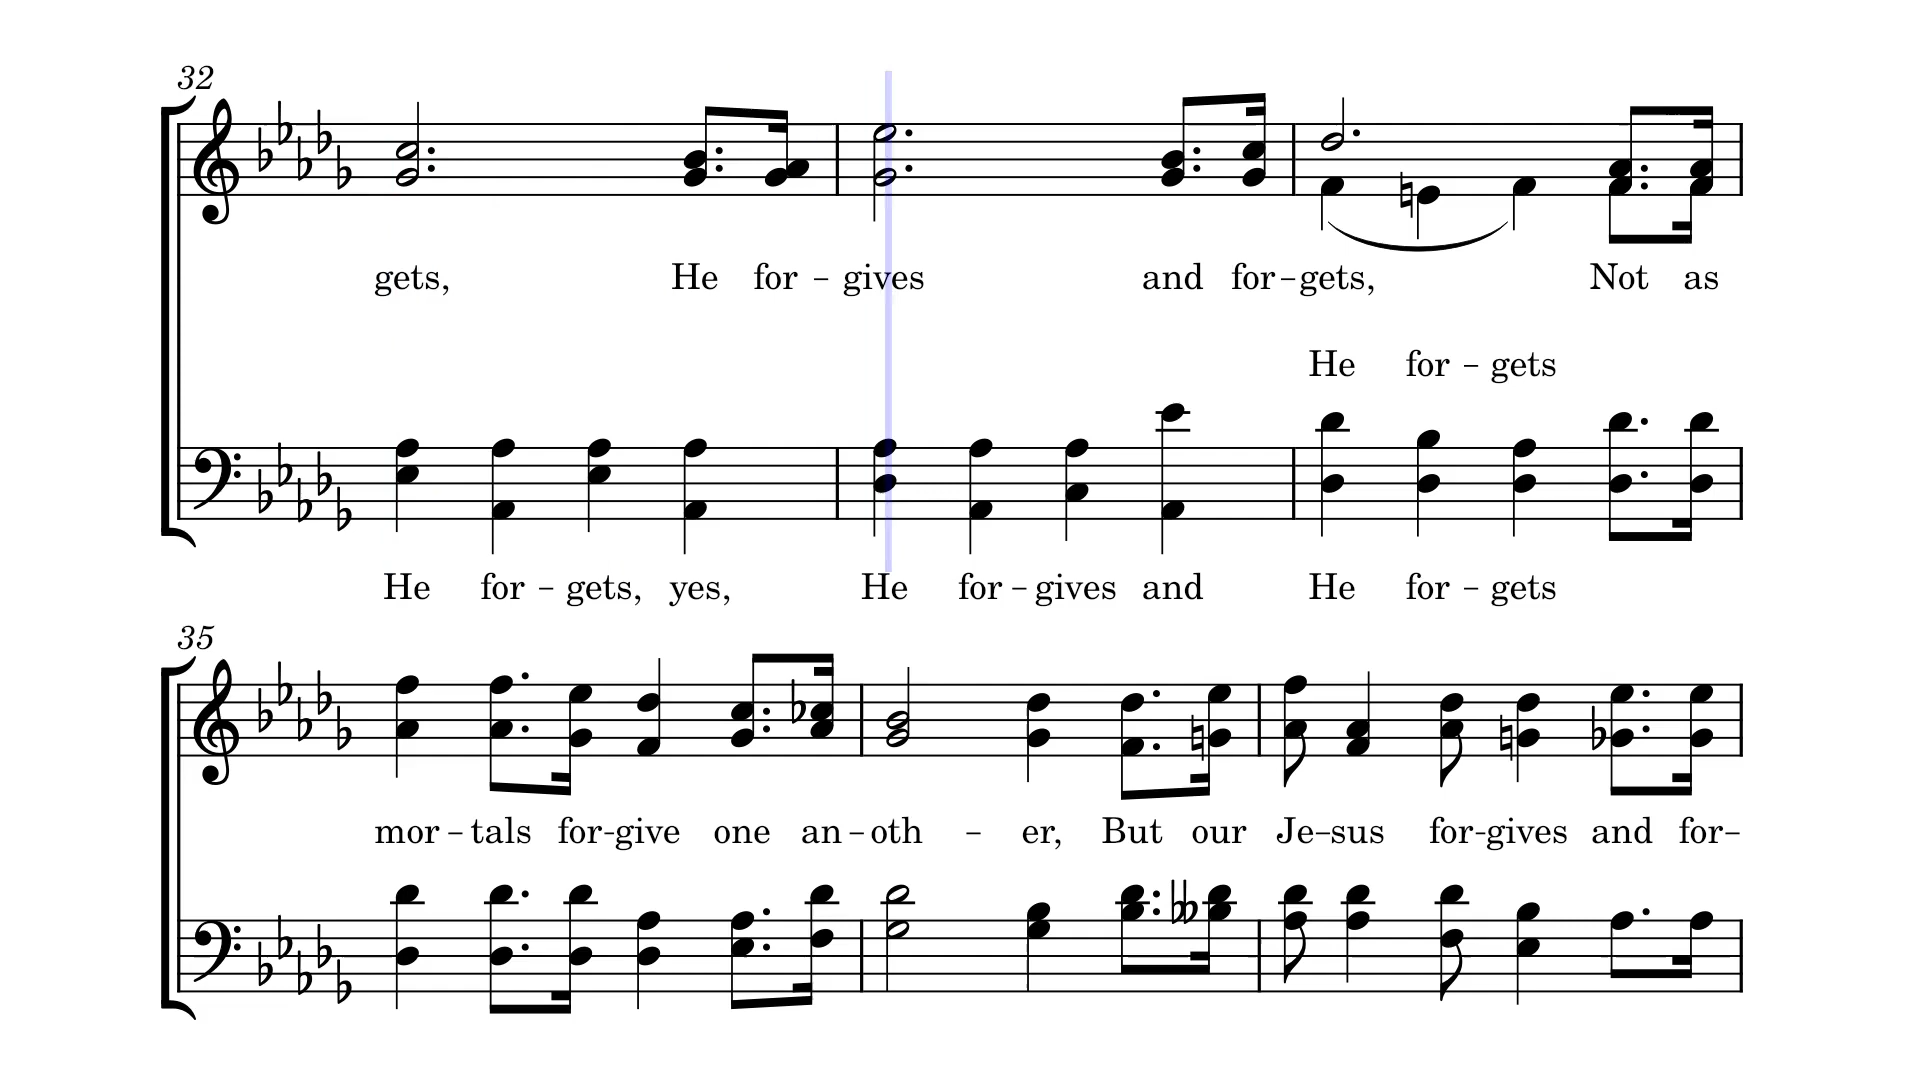 32
gets, He for – gives and for – gets, Not as
He for – gets
He for – gets, yes, He for – gives and He for – gets
35
mor – tals for - give one an – oth – er, But our Je – sus for - gives and for –